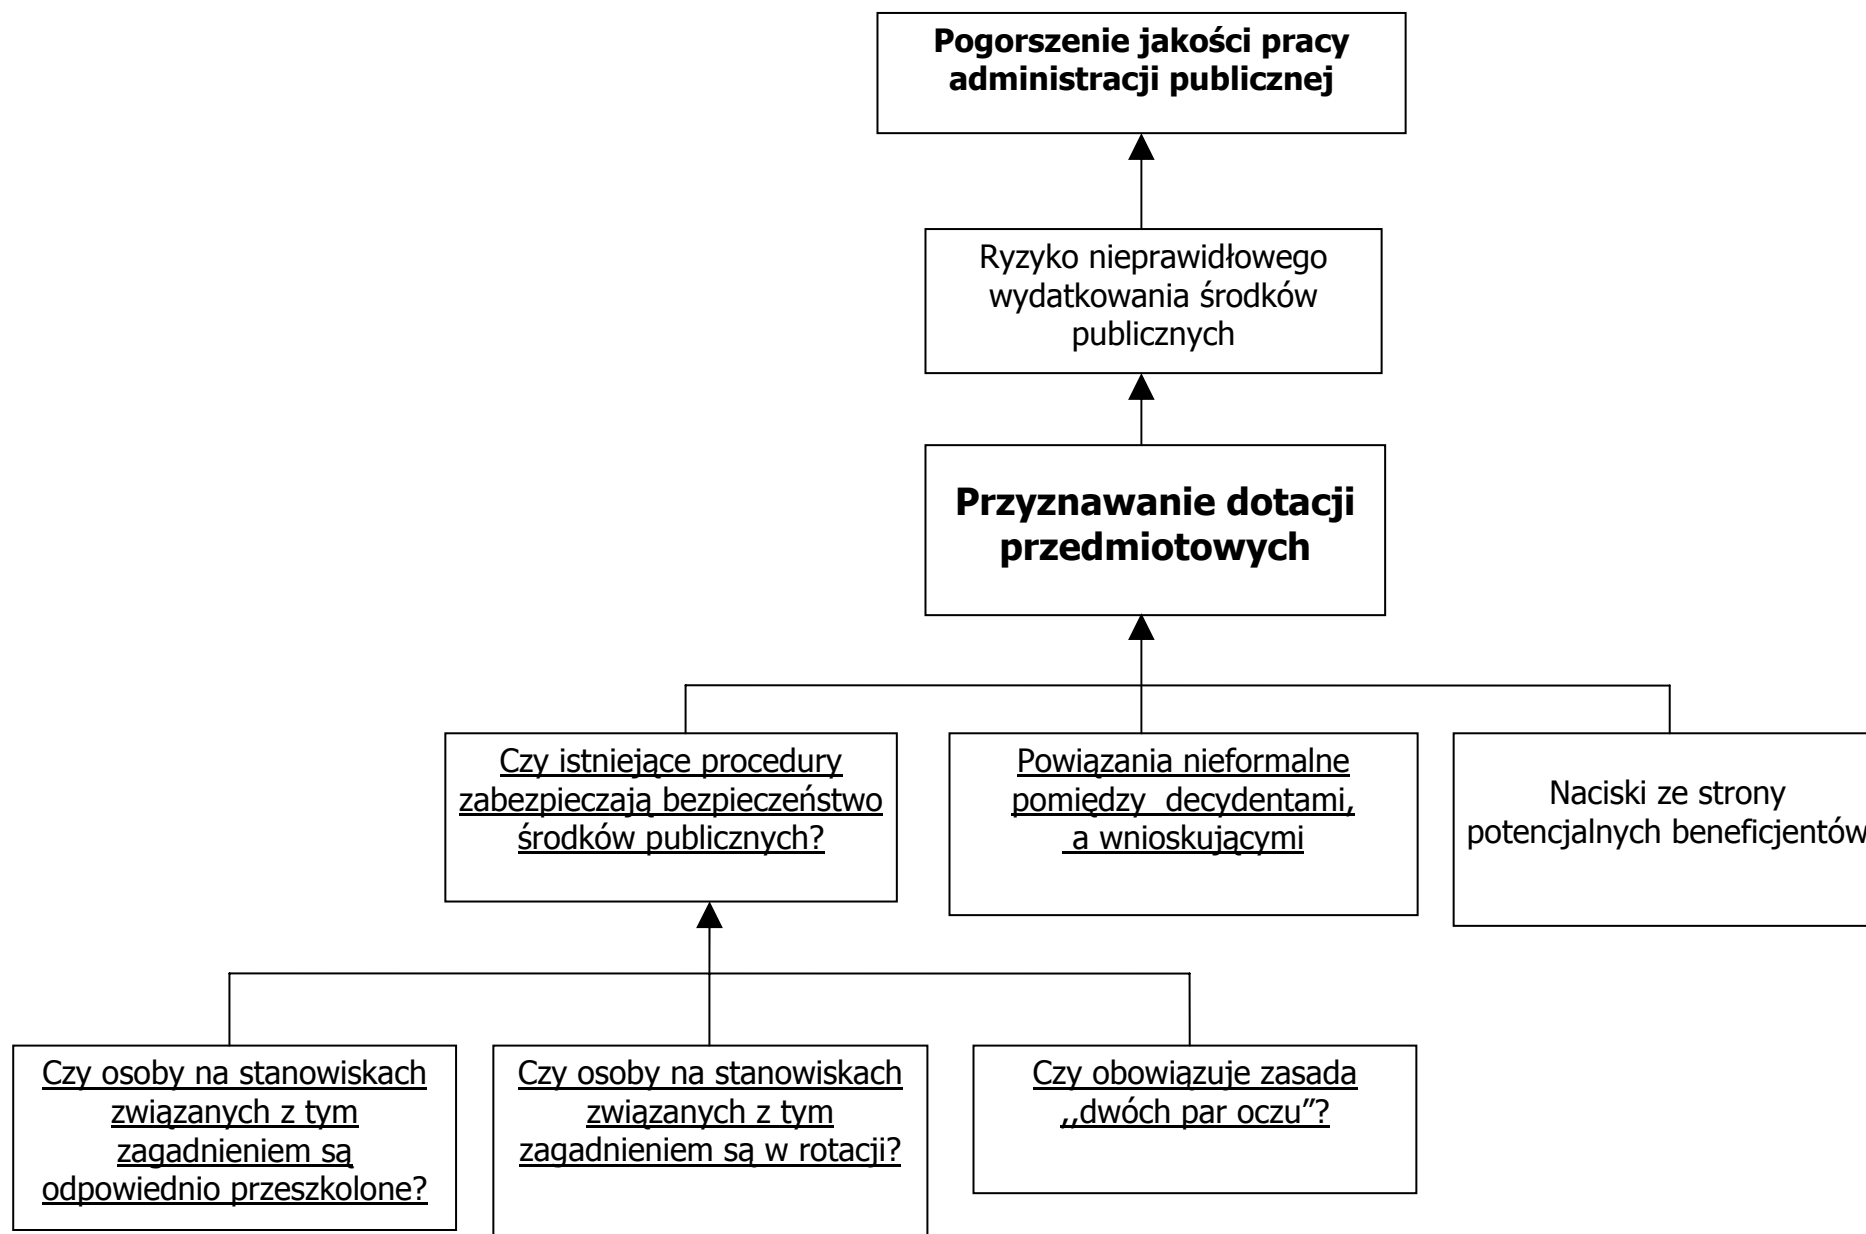 Pogorszenie jakości pracy
administracji publicznej
Ryzyko nieprawidłowego
wydatkowania środków
publicznych
Przyznawanie dotacji
przedmiotowych
Czy istniejące procedury
zabezpieczają bezpieczeństwo
środków publicznych?
Powiązania nieformalne
pomiędzy  decydentami,
a wnioskującymi
Naciski ze strony
potencjalnych beneficjentów
Czy osoby na stanowiskach
związanych z tym
zagadnieniem są
odpowiednio przeszkolone?
Czy osoby na stanowiskach
związanych z tym
zagadnieniem są w rotacji?
Czy obowiązuje zasada
,,dwóch par oczu”?